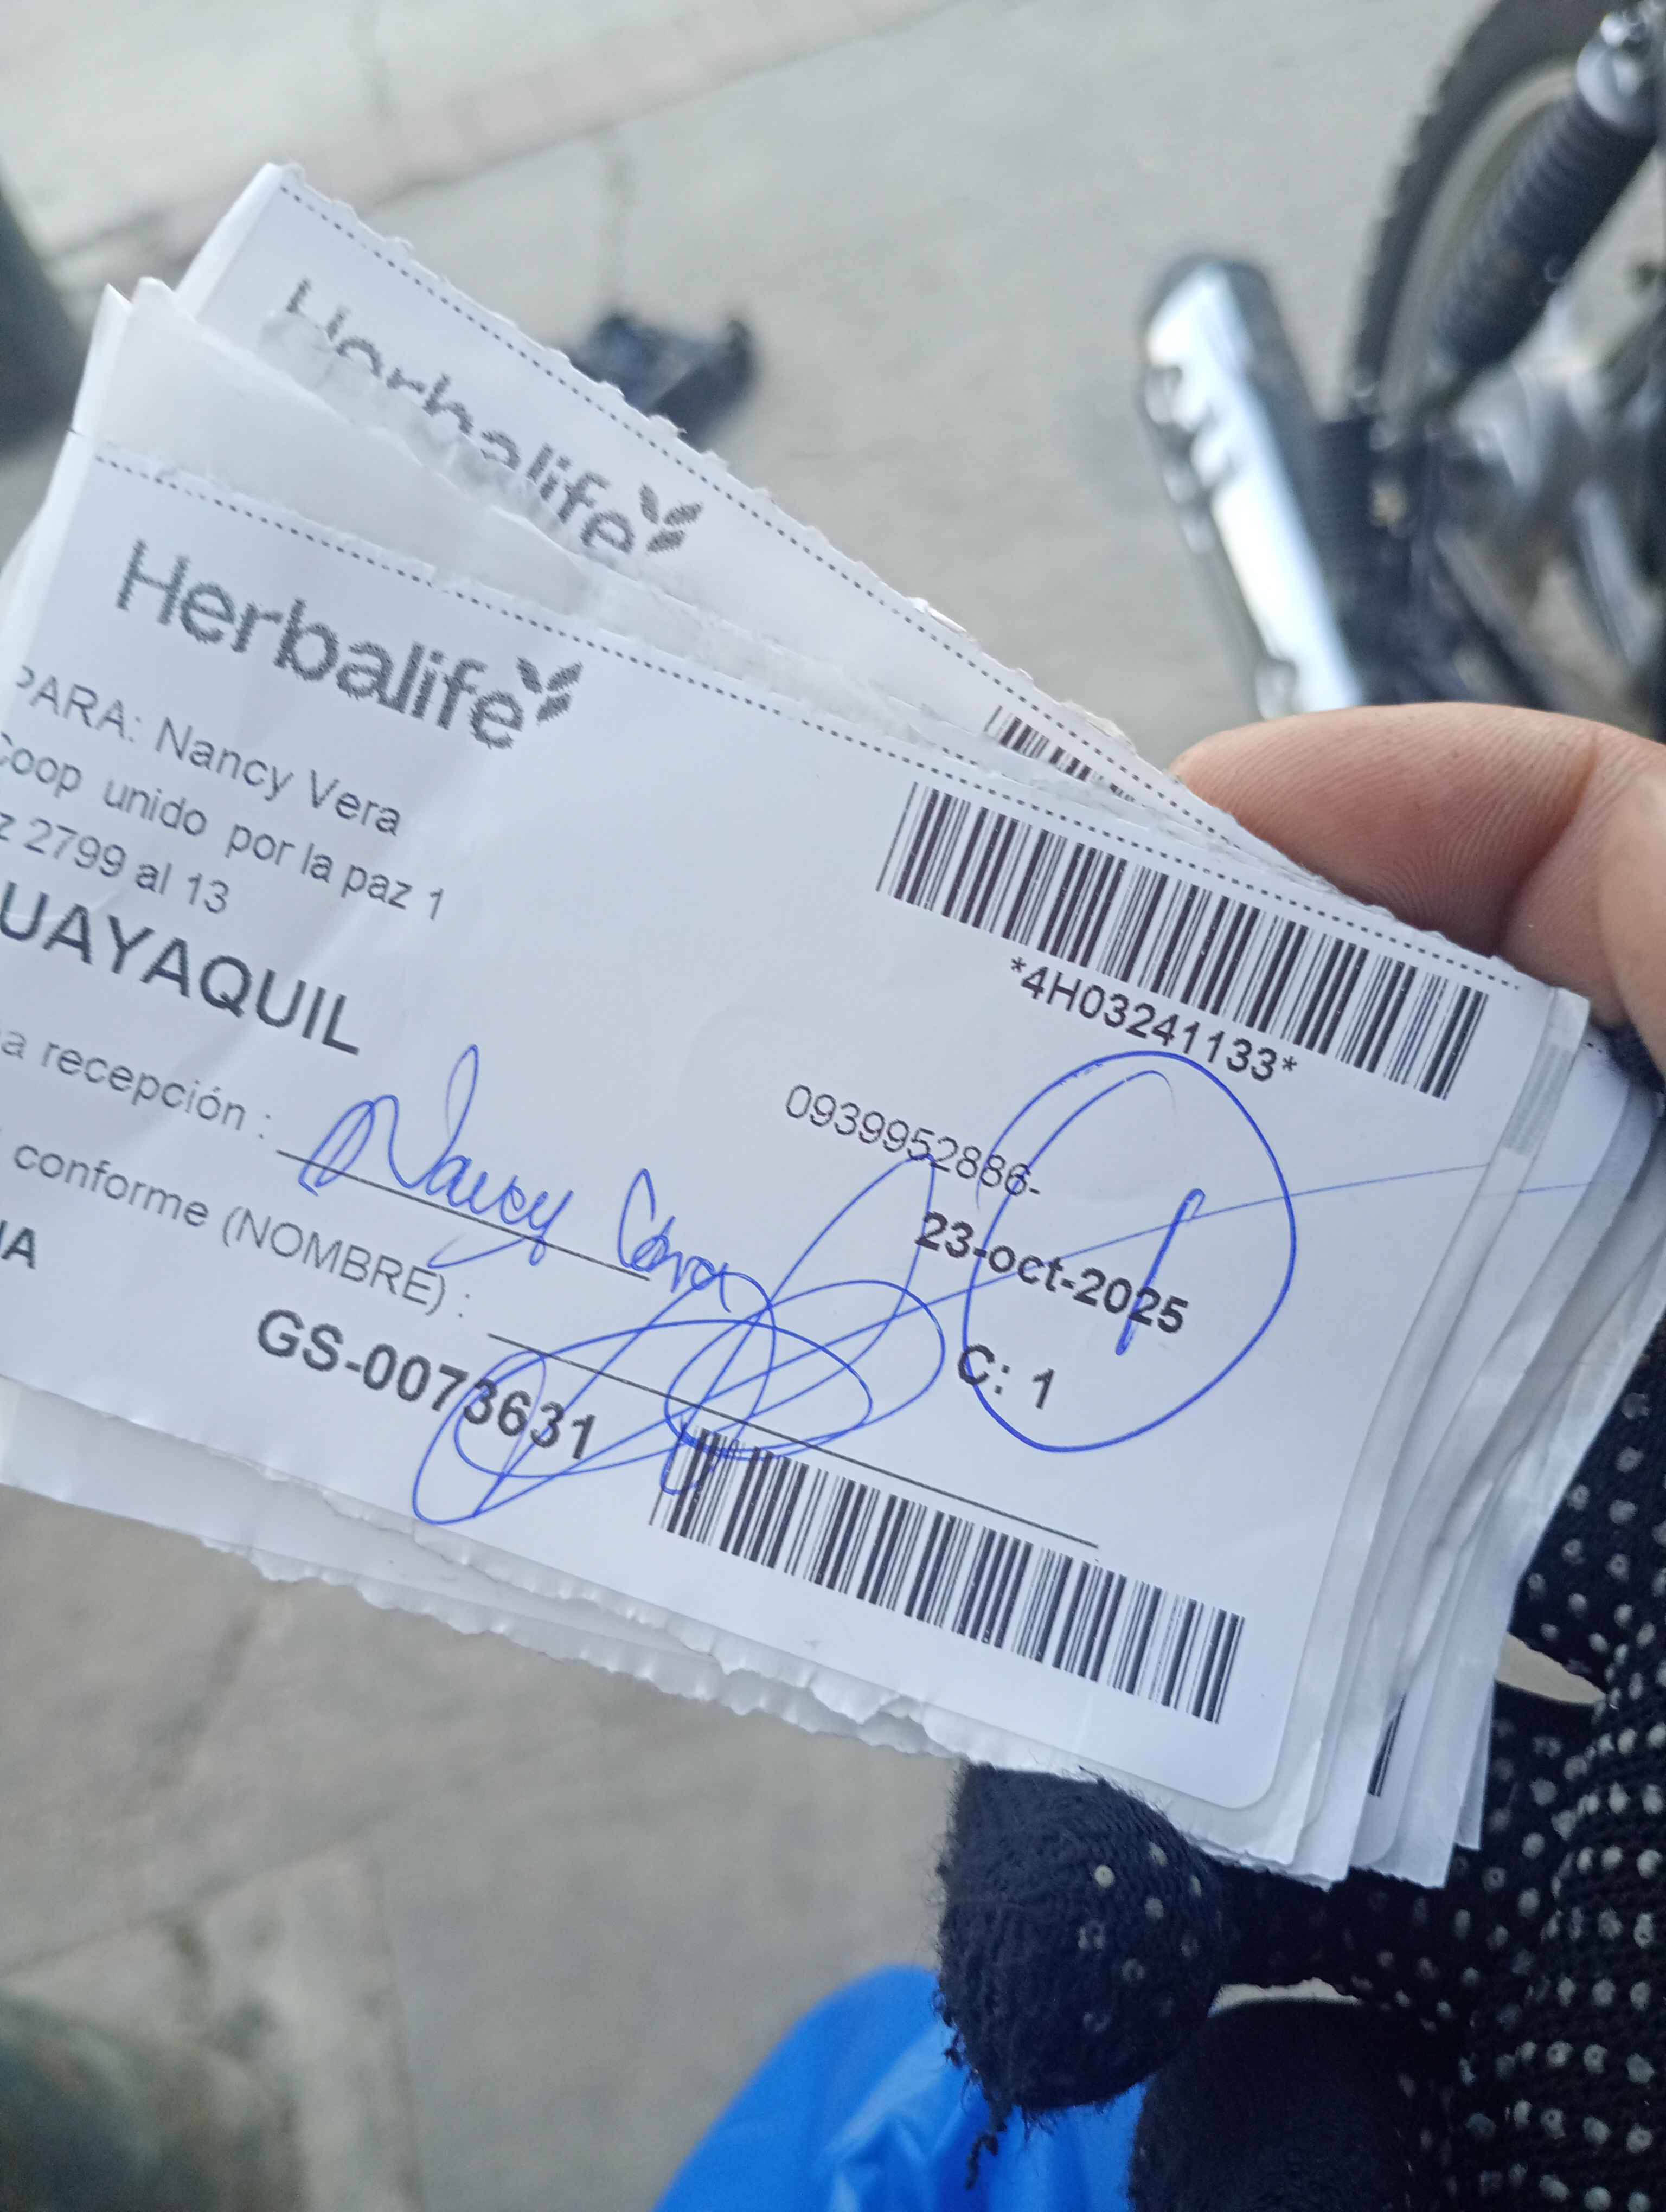 Herbalife
Herbalife
PARA: Nancy Vera
Coop unido por la paz 1
z 2799 al 13
UAYAQUIL
*4H03241133*
0939952886-
a recepción :
Nancy
23-oct-2025
conforme (NOMBRE) :
C: 1
IA
GS-0073631